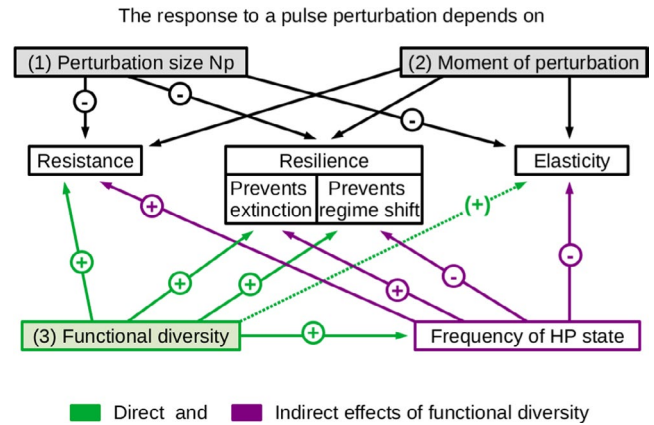 The response to a pulse perturbation depends on
(1) Perturbation size Np
(2) Moment of perturbation
-
-
-
Resistance
Resilience
Elasticity
Prevents
extinction
Prevents
regime shift
+
(+)
+
+
+
+
-
-
(3) Functional diversity
+
Frequency of HP state
Direct and
Indirect effects of functional diversity